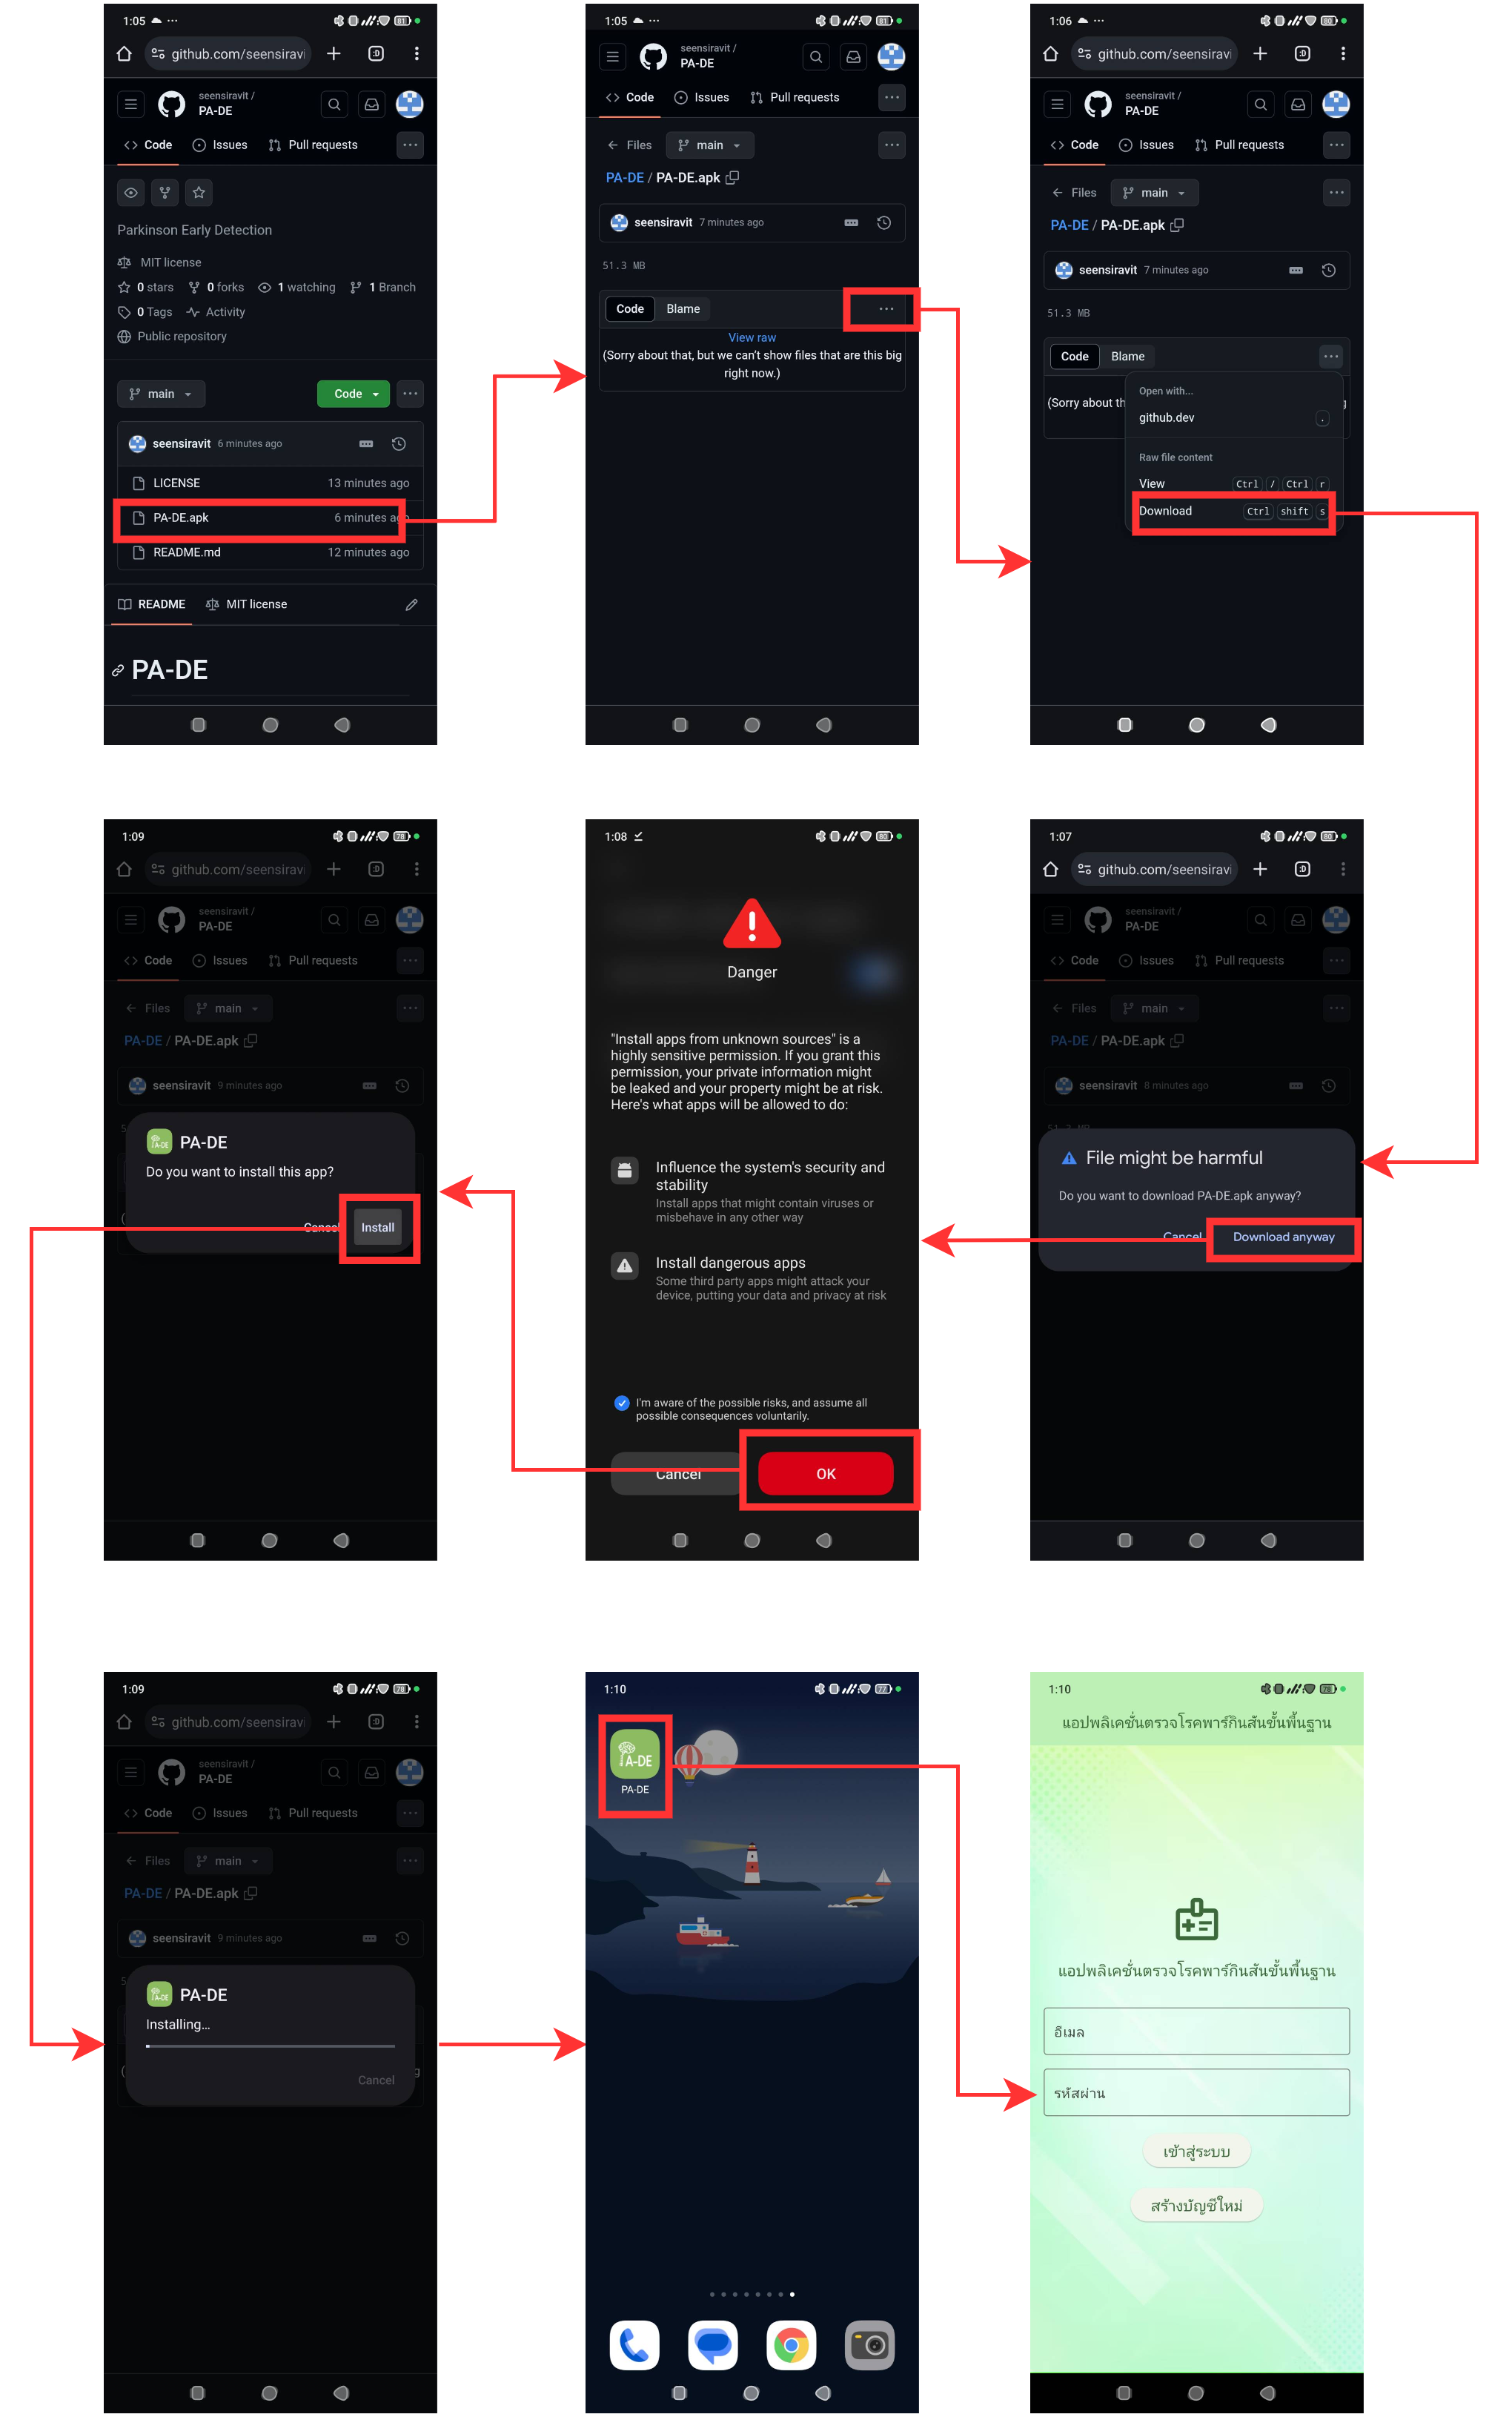 1:05
81
github.com/seensiravi
:D
seensiravit /
PA-DE
Code Issues Pull requests
Parkinson Early Detection
MIT license
0 stars 0 forks 1 watching 1 Branch
0 Tags Activity
Public repository
main Code
seensiravit 6 minutes ago
LICENSE 13 minutes ago
PA-DE.apk 6 minutes ago
README.md 12 minutes ago
README MIT license
PA-DE
1:05
81
seensiravit /
PA-DE
Code Issues Pull requests
Files main
PA-DE / PA-DE.apk
seensiravit 7 minutes ago
51.3 MB
Code Blame
View raw
(Sorry about that, but we can't show files that are this big
right now.)
1:06
80
github.com/seensiravi
:D
seensiravit /
PA-DE
Code Issues Pull requests
Files main
PA-DE / PA-DE.apk
seensiravit 7 minutes ago
51.3 MB
Code Blame
Open with...
(Sorry about th
github.dev .
Raw file content
View Ctrl / Ctrl r
Download Ctrl shift s
1:07
80
github.com/seensiravi
:D
seensiravit /
PA-DE
Code Issues Pull requests
Files main
PA-DE / PA-DE.apk
seensiravit 8 minutes ago
51.3 MB
File might be harmful
Do you want to download PA-DE.apk anyway?
Cancel Download anyway
1:08
80
Danger
"Install apps from unknown sources" is a
highly sensitive permission. If you grant this
permission, your private information might
be leaked and your property might be at risk.
Here's what apps will be allowed to do:
Influence the system's security and
stability
Install apps that might contain viruses or
misbehave in any other way
Install dangerous apps
Some third party apps might attack your
device, putting your data and privacy at risk
I'm aware of the possible risks, and assume all
possible consequences voluntarily.
Cancel OK
1:09
78
github.com/seensiravi
:D
seensiravit /
PA-DE
Code Issues Pull requests
Files main
PA-DE / PA-DE.apk
seensiravit 9 minutes ago
PA-DE
Do you want to install this app?
Cancel Install
1:09
78
github.com/seensiravi
:D
seensiravit /
PA-DE
Code Issues Pull requests
Files main
PA-DE / PA-DE.apk
seensiravit 9 minutes ago
PA-DE
Installing...
Cancel
1:10
77
PA-DE
PA-DE
1:10
78
แอปพลิเคชั่นตรวจโรคพาร์กินสันขั้นพื้นฐาน
แอปพลิเคชั่นตรวจโรคพาร์กินสันขั้นพื้นฐาน
อีเมล
รหัสผ่าน
เข้าสู่ระบบ
สร้างบัญชีใหม่